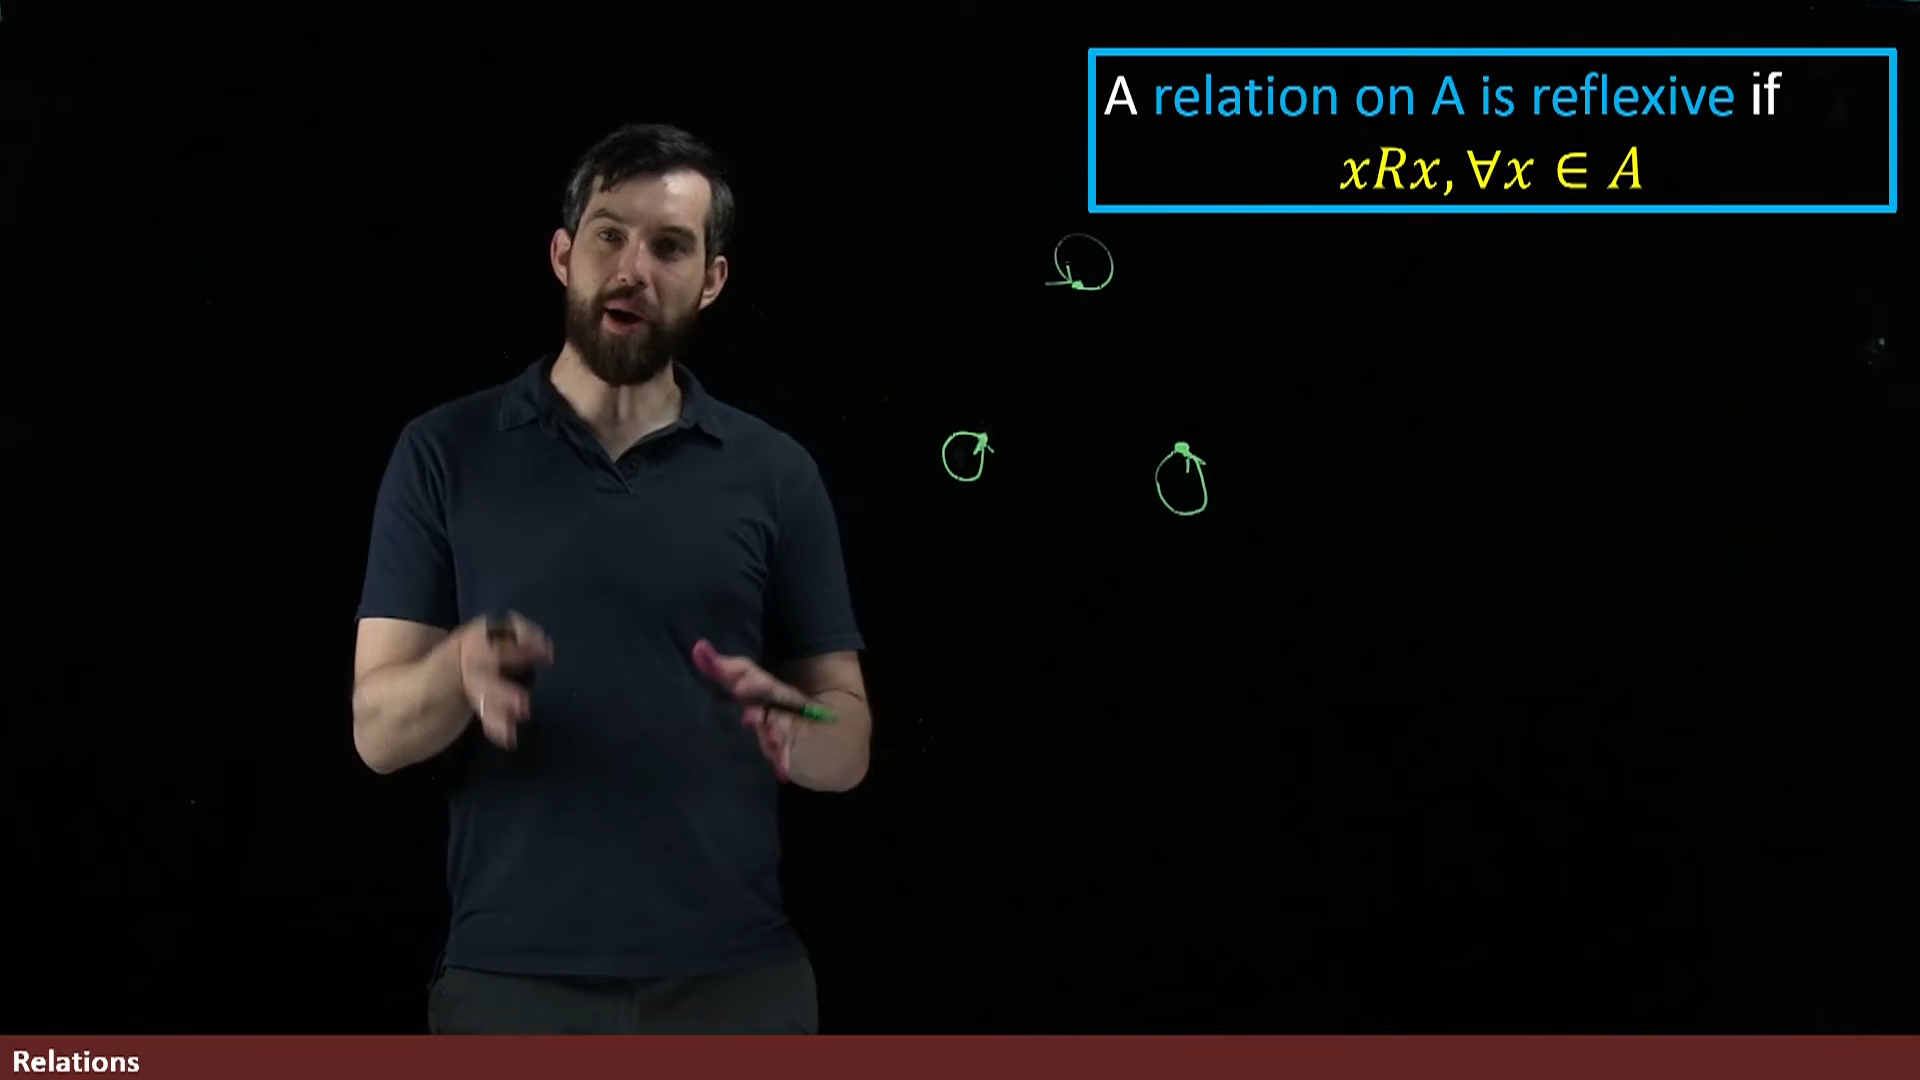 A relation on A is reflexive if
xRx, ∀x ∈ A
Relations